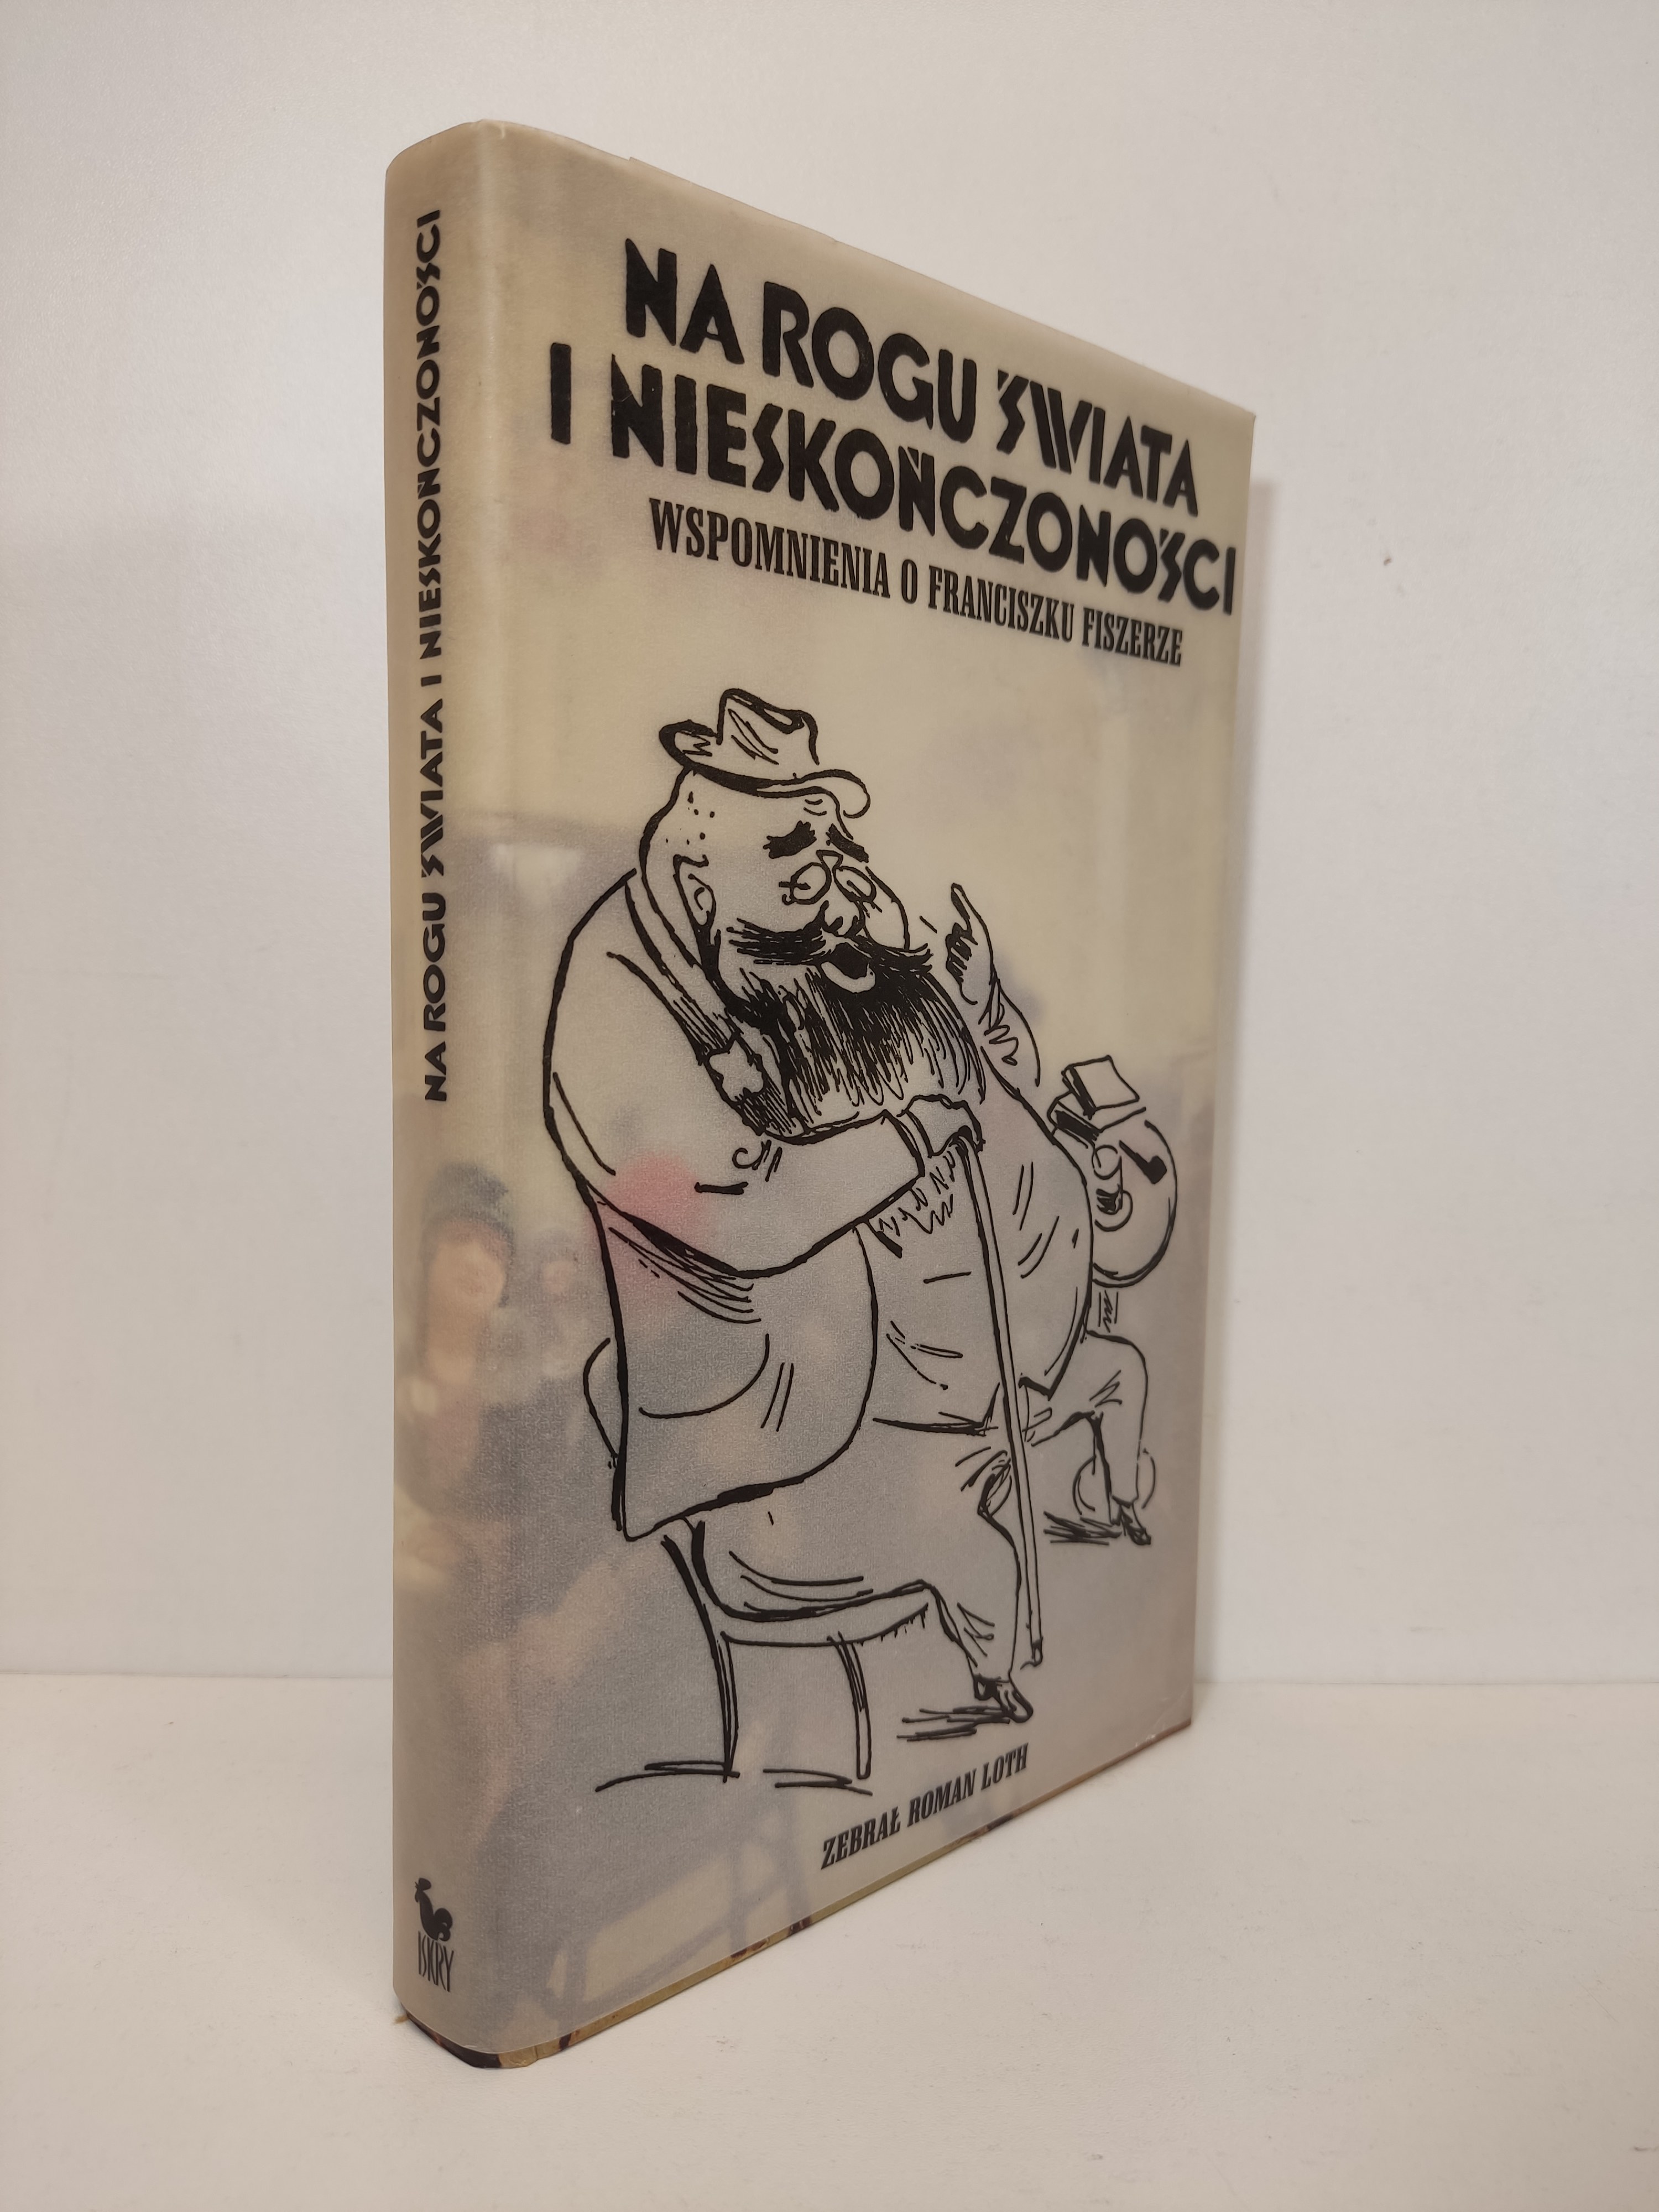 NA ROGU ŚWIATA
I NIESKOŃCZONOŚCI
WSPOMNIENIA O FRANCISZKU FISZERZE
ZEBRAŁ ROMAN LOTH
NA ROGU ŚWIATA I NIESKOŃCZONOŚCI
ISKRY